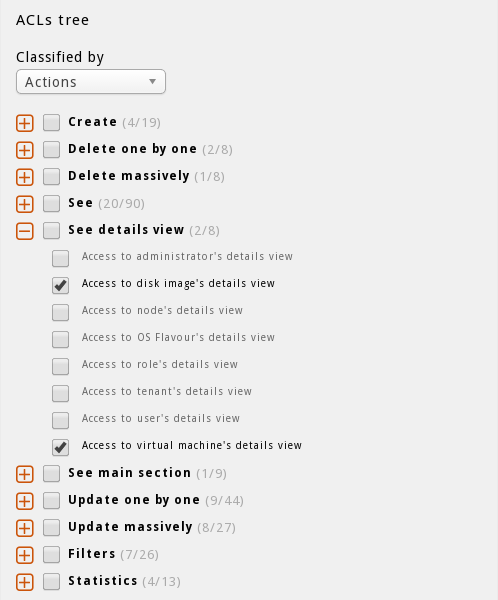 ACLs tree
Classified by
Actions
Create (4/19)
Delete one by one (2/8)
Delete massively (1/8)
See (20/90)
See details view (2/8)
Access to administrator's details view
Access to disk image's details view
Access to node's details view
Access to OS Flavour's details view
Access to role's details view
Access to tenant's details view
Access to user's details view
Access to virtual machine's details view
See main section (1/9)
Update one by one (9/44)
Update massively (8/27)
Filters (7/26)
Statistics (4/13)